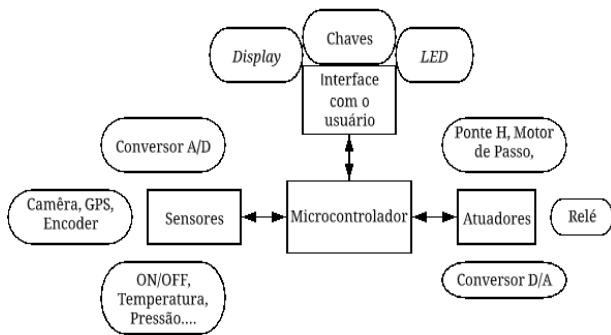 Chaves
Display
LED
Interface
com o
usuário
Conversor A/D
Ponte H, Motor
de Passo,
Camêra, GPS,
Encoder
Sensores
Microcontrolador
Atuadores
Relé
ON/OFF,
Temperatura,
Pressão....
Conversor D/A